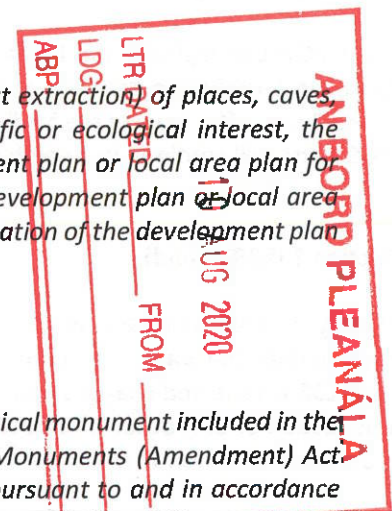 t extraction) of places, caves,
fic or ecological interest, the
ent plan or local area plan for
evelopment plan or local area
ation of the development plan
ical monument included in the
Monuments (Amendment) Act
ursuant to and in accordance
AN BORD PLEANÁLA
AUG 2020
LTR DATED FROM
LDG-
ABP-